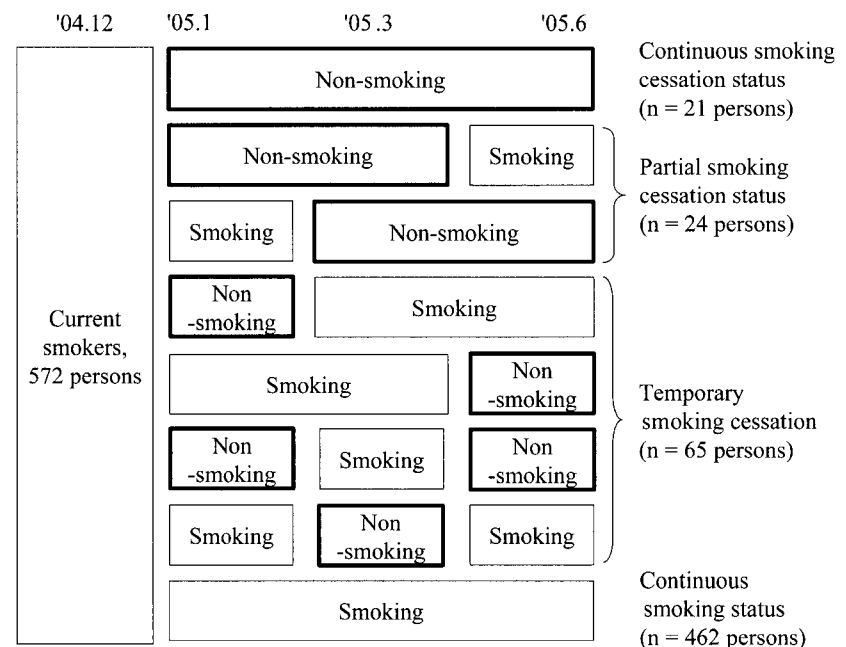 '04.12 '05.1 '05.3 '05.6
Non-smoking
Continuous smoking
cessation status
(n = 21 persons)
Non-smoking Smoking
Smoking Non-smoking
Partial smoking
cessation status
(n = 24 persons)
Current
smokers,
572 persons
Non
-smoking
Smoking
Smoking
Non
-smoking
Non
-smoking
Smoking
Non
-smoking
Smoking
Non
-smoking
Smoking
Temporary
smoking cessation
(n = 65 persons)
Smoking
Continuous
smoking status
(n = 462 persons)